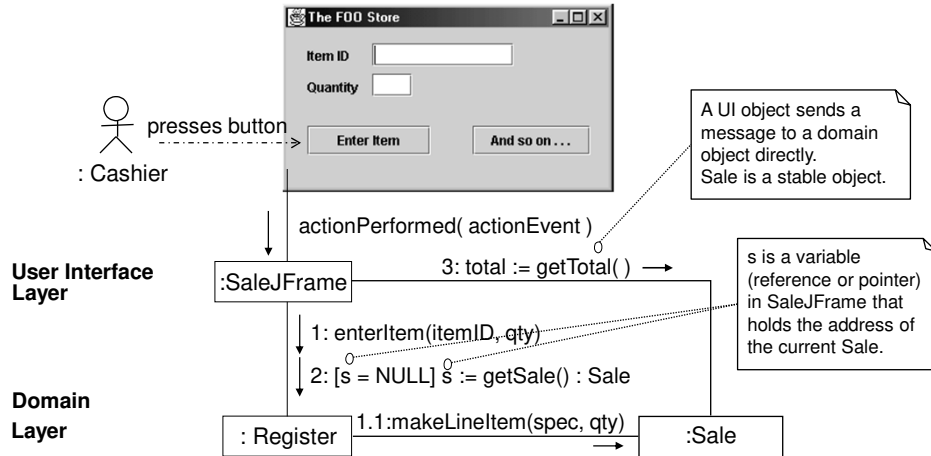 The FOO Store
Item ID
Quantity
Enter Item
And so on . . .
presses button
: Cashier
A UI object sends a
message to a domain
object directly.
Sale is a stable object.
actionPerformed( actionEvent )
3: total := getTotal( )
s is a variable
(reference or pointer)
in SaleJFrame that
holds the address of
the current Sale.
User Interface
Layer
:SaleJFrame
1: enterItem(itemID, qty)
2: [s = NULL] s := getSale() : Sale
Domain
Layer
: Register
1.1:makeLineItem(spec, qty)
:Sale